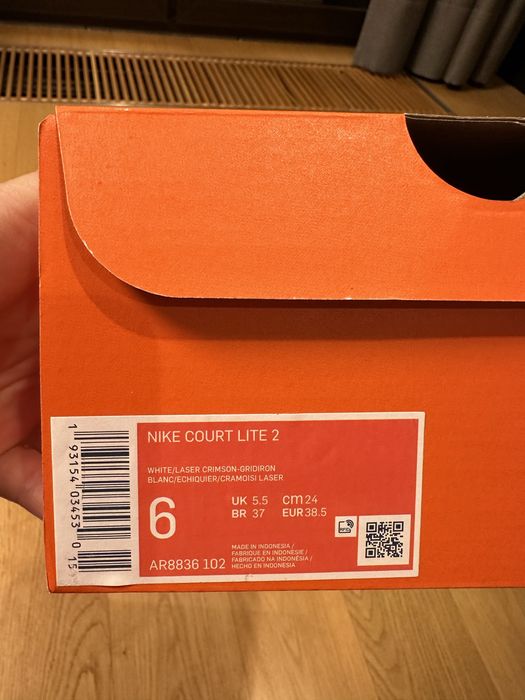 NIKE COURT LITE 2
WHITE/LASER CRIMSON-GRIDIRON
BLANC/ECHIQUIER/CRAMOISI LASER
6
UK 5.5 cm 24
BR 37 EUR 38.5
AR8836 102
MADE IN INDONESIA /
FABRIQUE EN INDONESIE /
FABRICADO NA INDONÉSIA /
HECHO EN INDONESIA
1 93154 03453 0